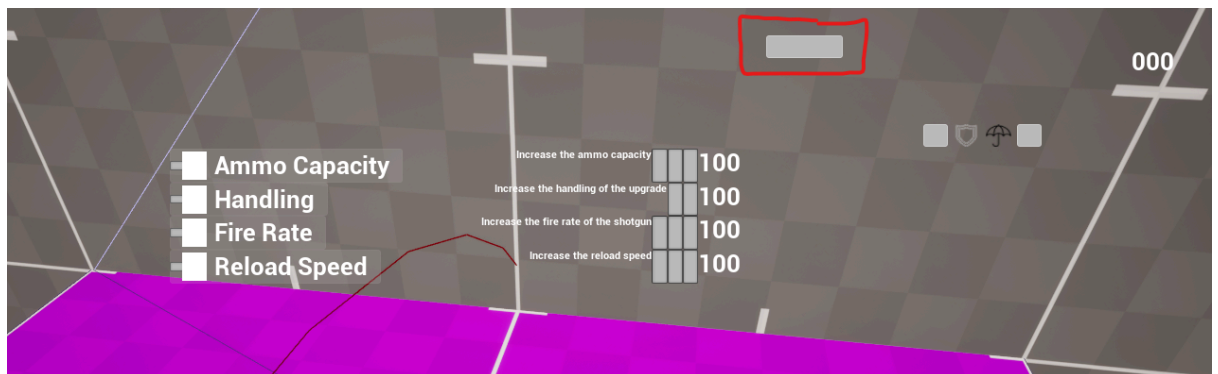 000
Ammo Capacity Increase the ammo capacity 100
Handling Increase the handling of the upgrade 100
Fire Rate Increase the fire rate of the shotgun 100
Reload Speed Increase the reload speed 100